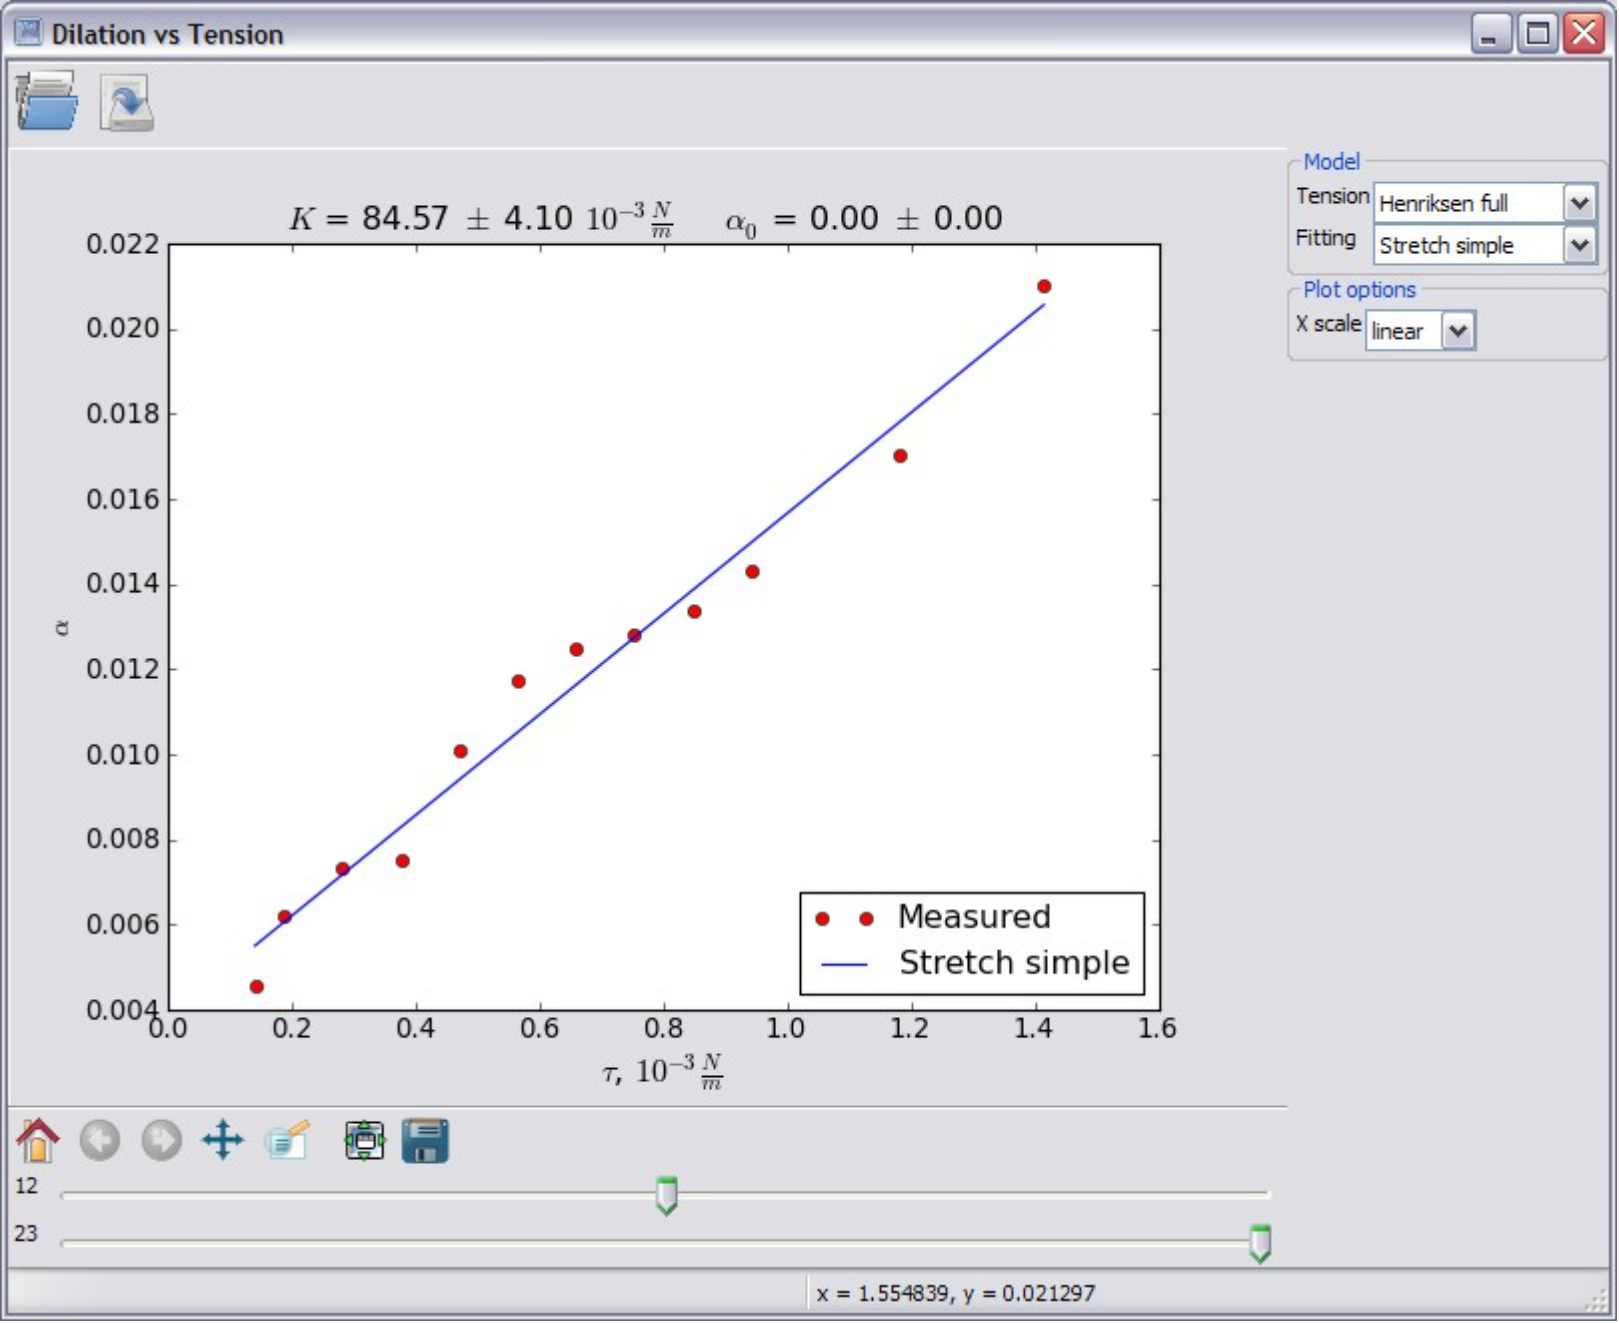 Dilation vs Tension
Model
Tension Henriksen full
Fitting Stretch simple
Plot options
X scale linear
K = 84.57 ± 4.10 10⁻³ N/m α₀ = 0.00 ± 0.00
0.022
0.020
0.018
0.016
0.014
0.012
0.010
0.008
0.006
0.004
α
Measured
Stretch simple
0.0 0.2 0.4 0.6 0.8 1.0 1.2 1.4 1.6
τ, 10⁻³ N/m
12
23
x = 1.554839, y = 0.021297